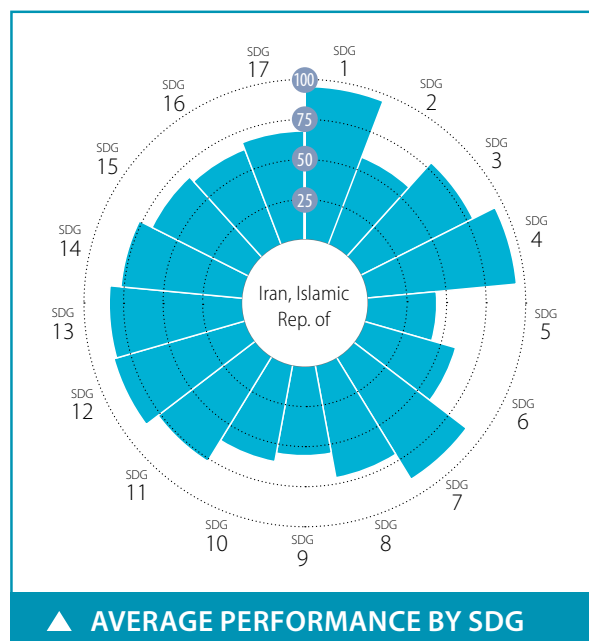 SDG
1
SDG
2
SDG
3
SDG
4
SDG
5
SDG
6
SDG
7
SDG
8
SDG
9
SDG
10
SDG
11
SDG
12
SDG
13
SDG
14
SDG
15
SDG
16
SDG
17
100
75
50
25
Iran, Islamic
Rep. of
▲ AVERAGE PERFORMANCE BY SDG